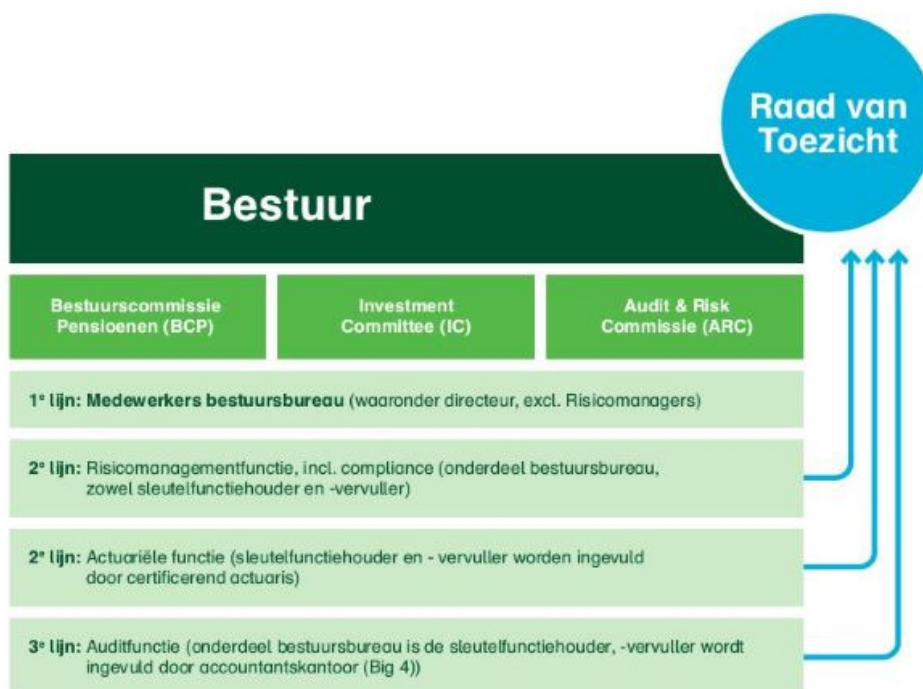 Raad van
Toezicht
Bestuur
Bestuurscommissie
Pensioenen (BCP)
Investment
Committee (IC)
Audit & Risk
Commissie (ARC)
1e lijn: Medewerkers bestuursbureau (waaronder directeur, excl. Risicomanagers)
2e lijn: Risicomanagementfunctie, incl. compliance (onderdeel bestuursbureau,
zowel sleutelfunctiehouder en -vervuller)
2e lijn: Actuariële functie (sleutelfunctiehouder en - vervuller worden ingevuld
door certificerend actuaris)
3e lijn: Auditfunctie (onderdeel bestuursbureau is de sleutelfunctiehouder, -vervuller wordt
ingevuld door accountantskantoor (Big 4))